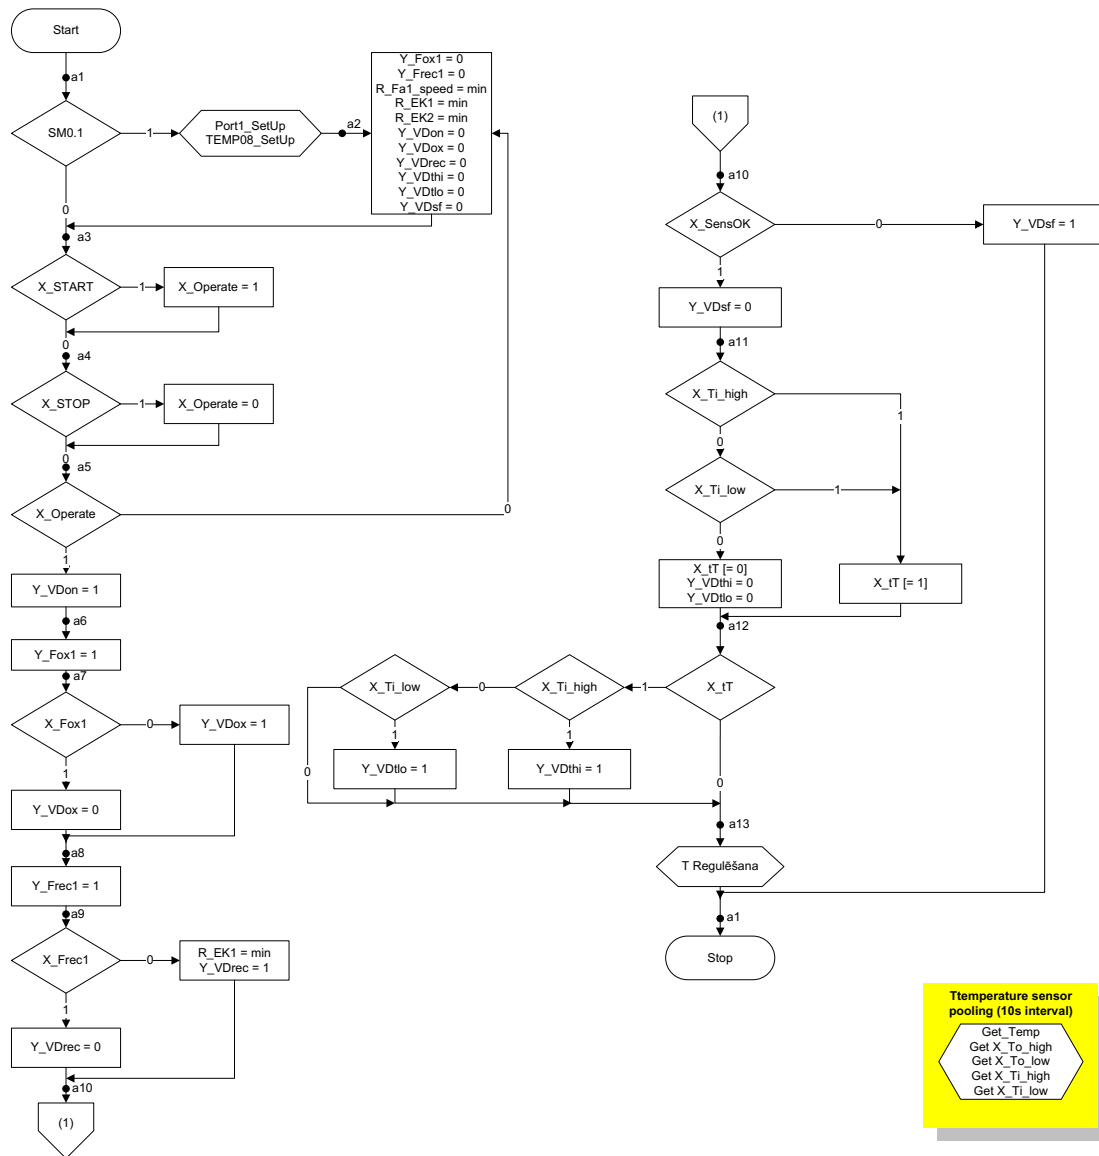 Start
a1
SM0.1
1
Port1_SetUp
TEMP08_SetUp
a2
Y_Fox1 = 0
Y_Frec1 = 0
R_Fa1_speed = min
R_EK1 = min
R_EK2 = min
Y_VDon = 0
Y_VDox = 0
Y_VDrec = 0
Y_VDthi = 0
Y_VDtlo = 0
Y_VDsf = 0
0
a3
X_START
1
X_Operate = 1
0
a4
X_STOP
1
X_Operate = 0
0
a5
X_Operate
0
1
Y_VDon = 1
a6
Y_Fox1 = 1
a7
X_Fox1
0
Y_VDox = 1
1
Y_VDox = 0
a8
Y_Frec1 = 1
a9
X_Frec1
0
R_EK1 = min
Y_VDrec = 1
1
Y_VDrec = 0
a10
(1)
(1)
a10
X_SensOK
0
Y_VDsf = 1
1
Y_VDsf = 0
a11
X_Ti_high
1
0
X_Ti_low
1
0
X_tT [= 0]
Y_VDthi = 0
Y_VDtlo = 0
X_tT [= 1]
a12
X_tT
1
X_Ti_high
0
X_Ti_low
1
1
Y_VDtlo = 1
Y_VDthi = 1
0
0
a13
T Regulēšana
a1
Stop
Ttemperature sensor
pooling (10s interval)
Get_Temp
Get X_To_high
Get X_To_low
Get X_Ti_high
Get X_Ti_low